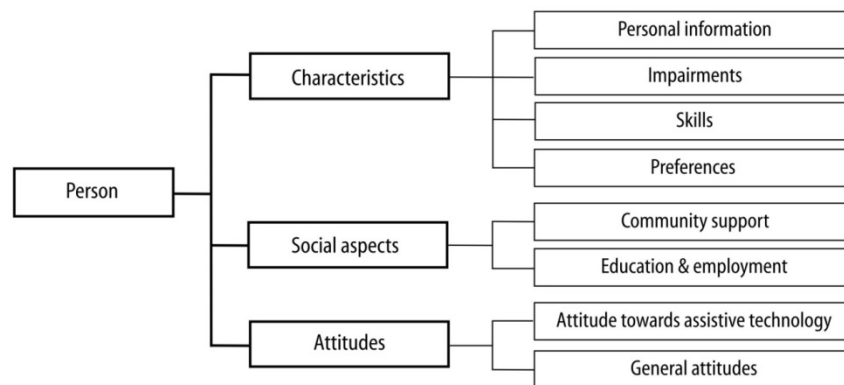 Person
Characteristics
Personal information
Impairments
Skills
Preferences
Social aspects
Community support
Education & employment
Attitudes
Attitude towards assistive technology
General attitudes